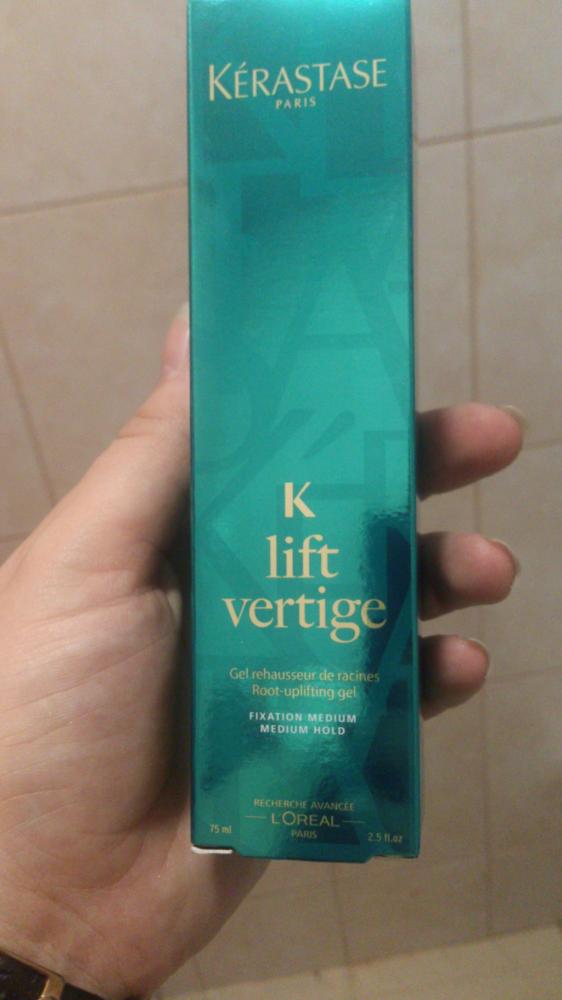 KÉRASTASE
PARIS
K
lift
vertige
Gel rehausseur de racines
Root-uplifting gel
FIXATION MEDIUM
MEDIUM HOLD
RECHERCHE AVANCÉE
L'ORÉAL
PARIS
75 ml
2.5 fl.oz